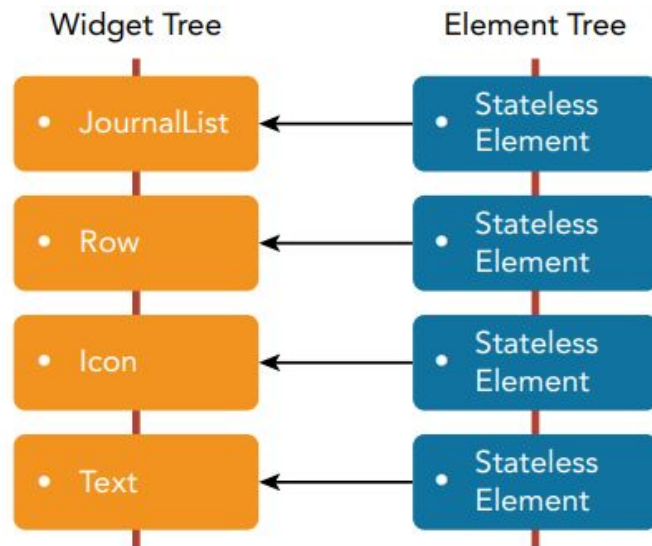 Widget Tree
Element Tree
• JournalList
• Stateless
Element
• Row
• Stateless
Element
• Icon
• Stateless
Element
• Text
• Stateless
Element